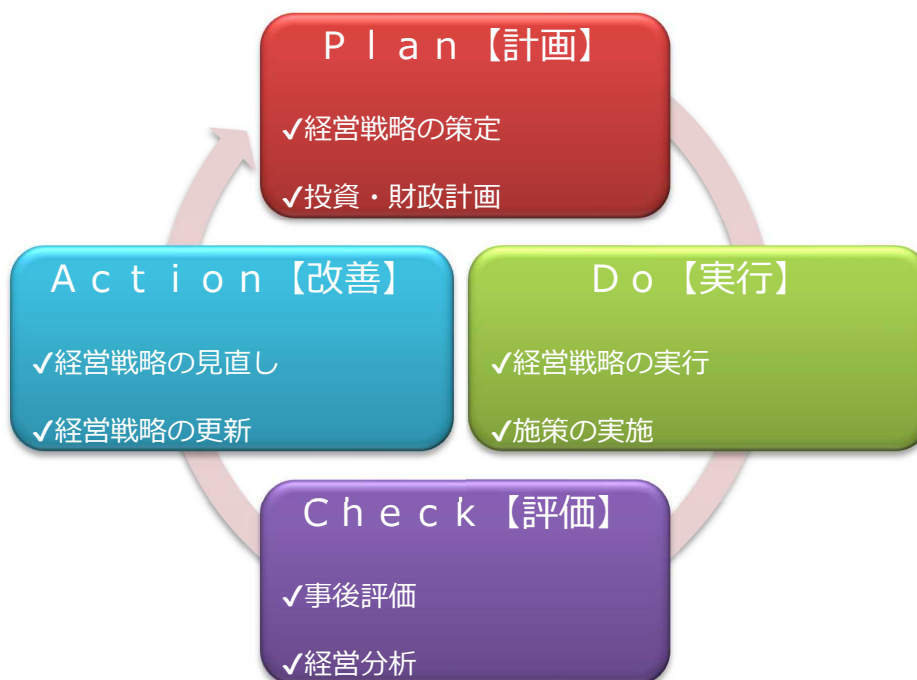 Ｐｌａｎ【計画】
✓経営戦略の策定
✓投資・財政計画
Ａｃｔｉｏｎ【改善】
✓経営戦略の見直し
✓経営戦略の更新
Ｄｏ【実行】
✓経営戦略の実行
✓施策の実施
Ｃｈｅｃｋ【評価】
✓事後評価
✓経営分析